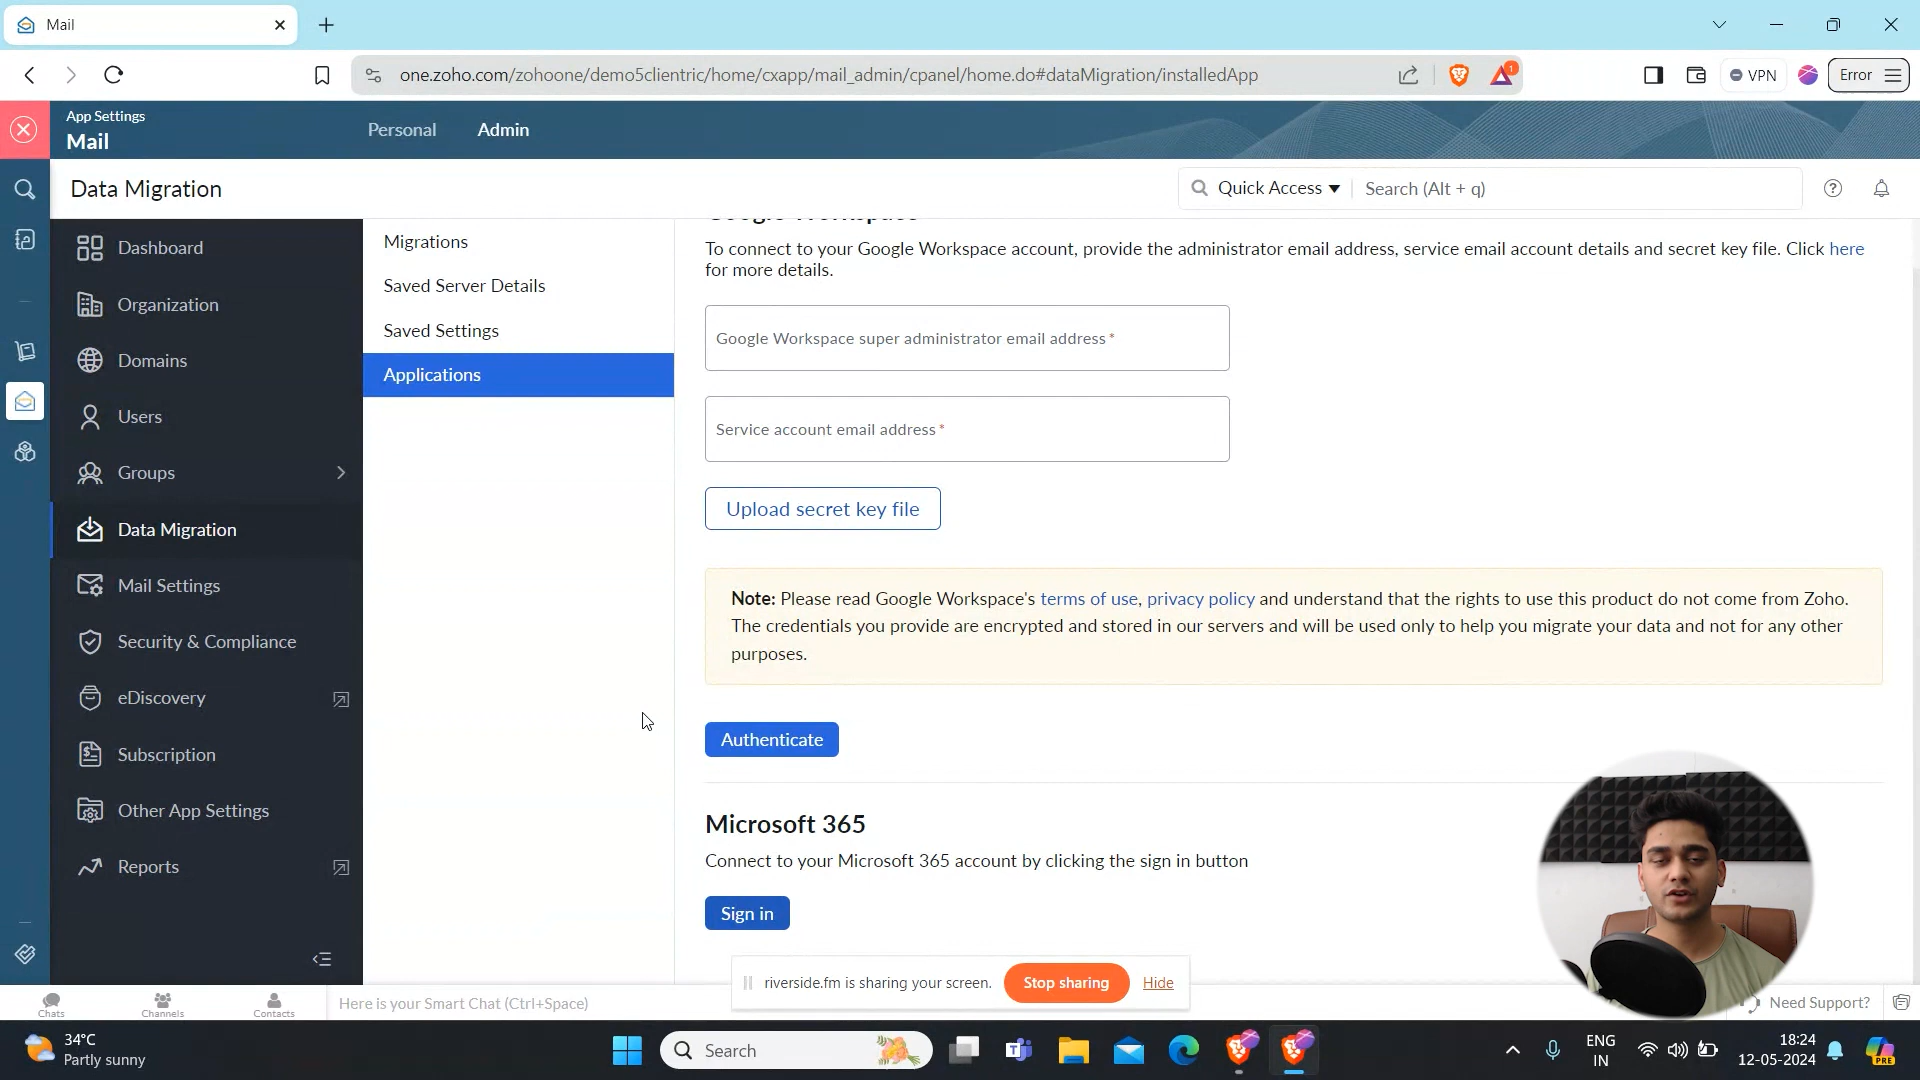 Mail
one.zoho.com/zohoone/demo5clientric/home/cxapp/mail_admin/cpanel/home.do#dataMigration/installedApp
1
VPN
Error
App Settings
Mail
Personal
Admin
Data Migration
Quick Access
Search (Alt + q)
Dashboard
Organization
Domains
Users
Groups
Data Migration
Mail Settings
Security & Compliance
eDiscovery
Subscription
Other App Settings
Reports
Migrations
Saved Server Details
Saved Settings
Applications
Google Workspace
To connect to your Google Workspace account, provide the administrator email address, service email account details and secret key file. Click here
for more details.
Google Workspace super administrator email address *
Service account email address *
Upload secret key file
Note: Please read Google Workspace's terms of use, privacy policy and understand that the rights to use this product do not come from Zoho.
The credentials you provide are encrypted and stored in our servers and will be used only to help you migrate your data and not for any other
purposes.
Authenticate
Microsoft 365
Connect to your Microsoft 365 account by clicking the sign in button
Sign in
riverside.fm is sharing your screen.
Stop sharing
Hide
Chats
Channels
Contacts
Here is your Smart Chat (Ctrl+Space)
Need Support?
34°C
Partly sunny
Search
ENG
IN
18:24
12-05-2024
PRE